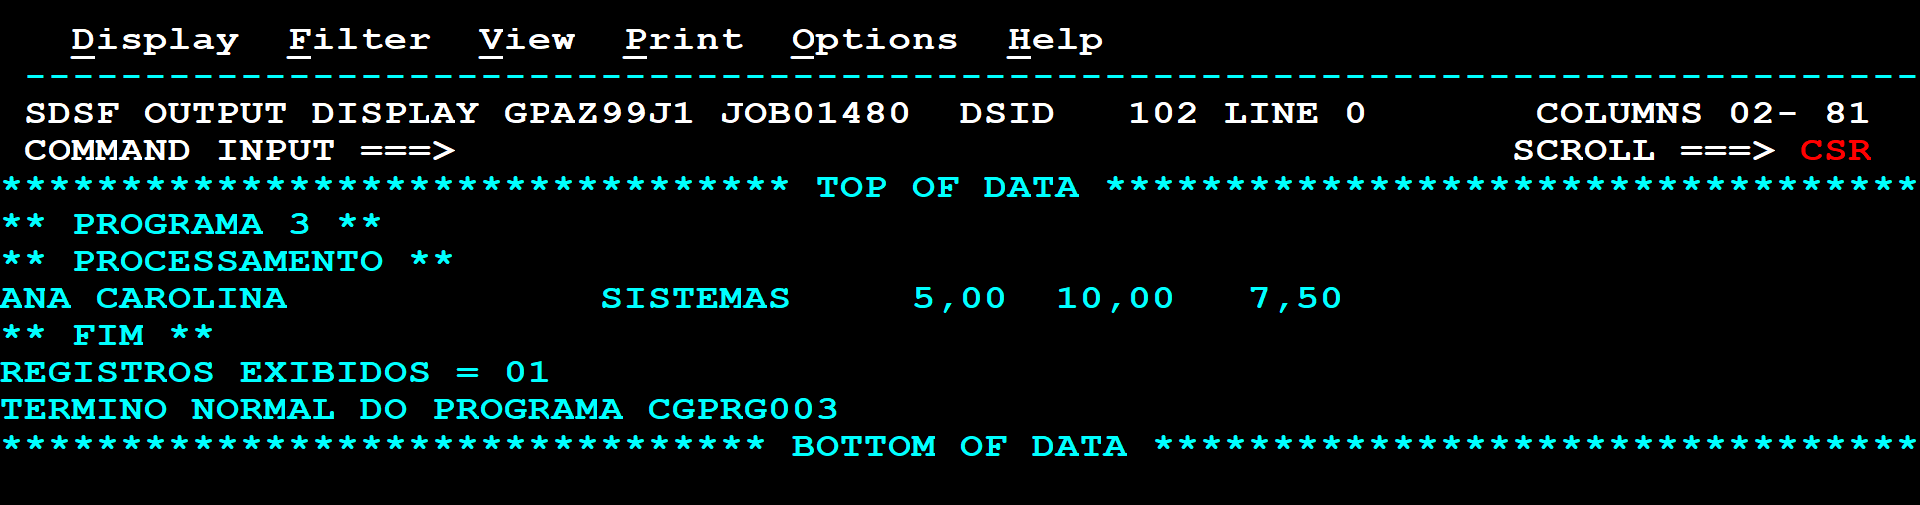 Display  Filter  View  Print  Options  Help
-------------------------------------------------------------------------------
SDSF OUTPUT DISPLAY GPAZ99J1 JOB01480  DSID   102 LINE 0       COLUMNS 02- 81
COMMAND INPUT ===>                                            SCROLL ===> CSR
********************************* TOP OF DATA **********************************
** PROGRAMA 3 **
** PROCESSAMENTO **
ANA CAROLINA             SISTEMAS     5,00  10,00   7,50
** FIM **
REGISTROS EXIBIDOS = 01
TERMINO NORMAL DO PROGRAMA CGPRG003
******************************** BOTTOM OF DATA ********************************